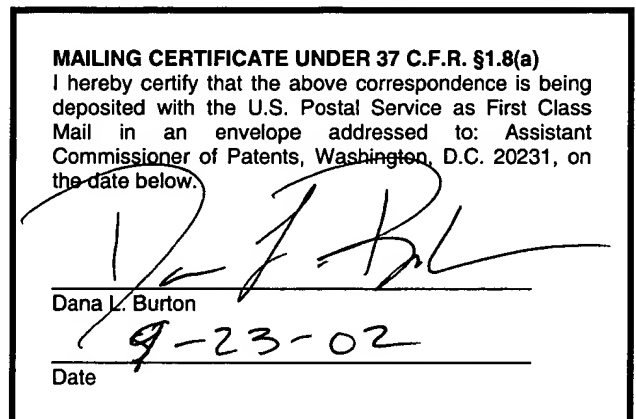 MAILING CERTIFICATE UNDER 37 C.F.R. §1.8(a)
I hereby certify that the above correspondence is being
deposited with the U.S. Postal Service as First Class
Mail in an envelope addressed to: Assistant
Commissioner of Patents, Washington, D.C. 20231, on
the date below.
Dana L. Burton
9-23-02
Date